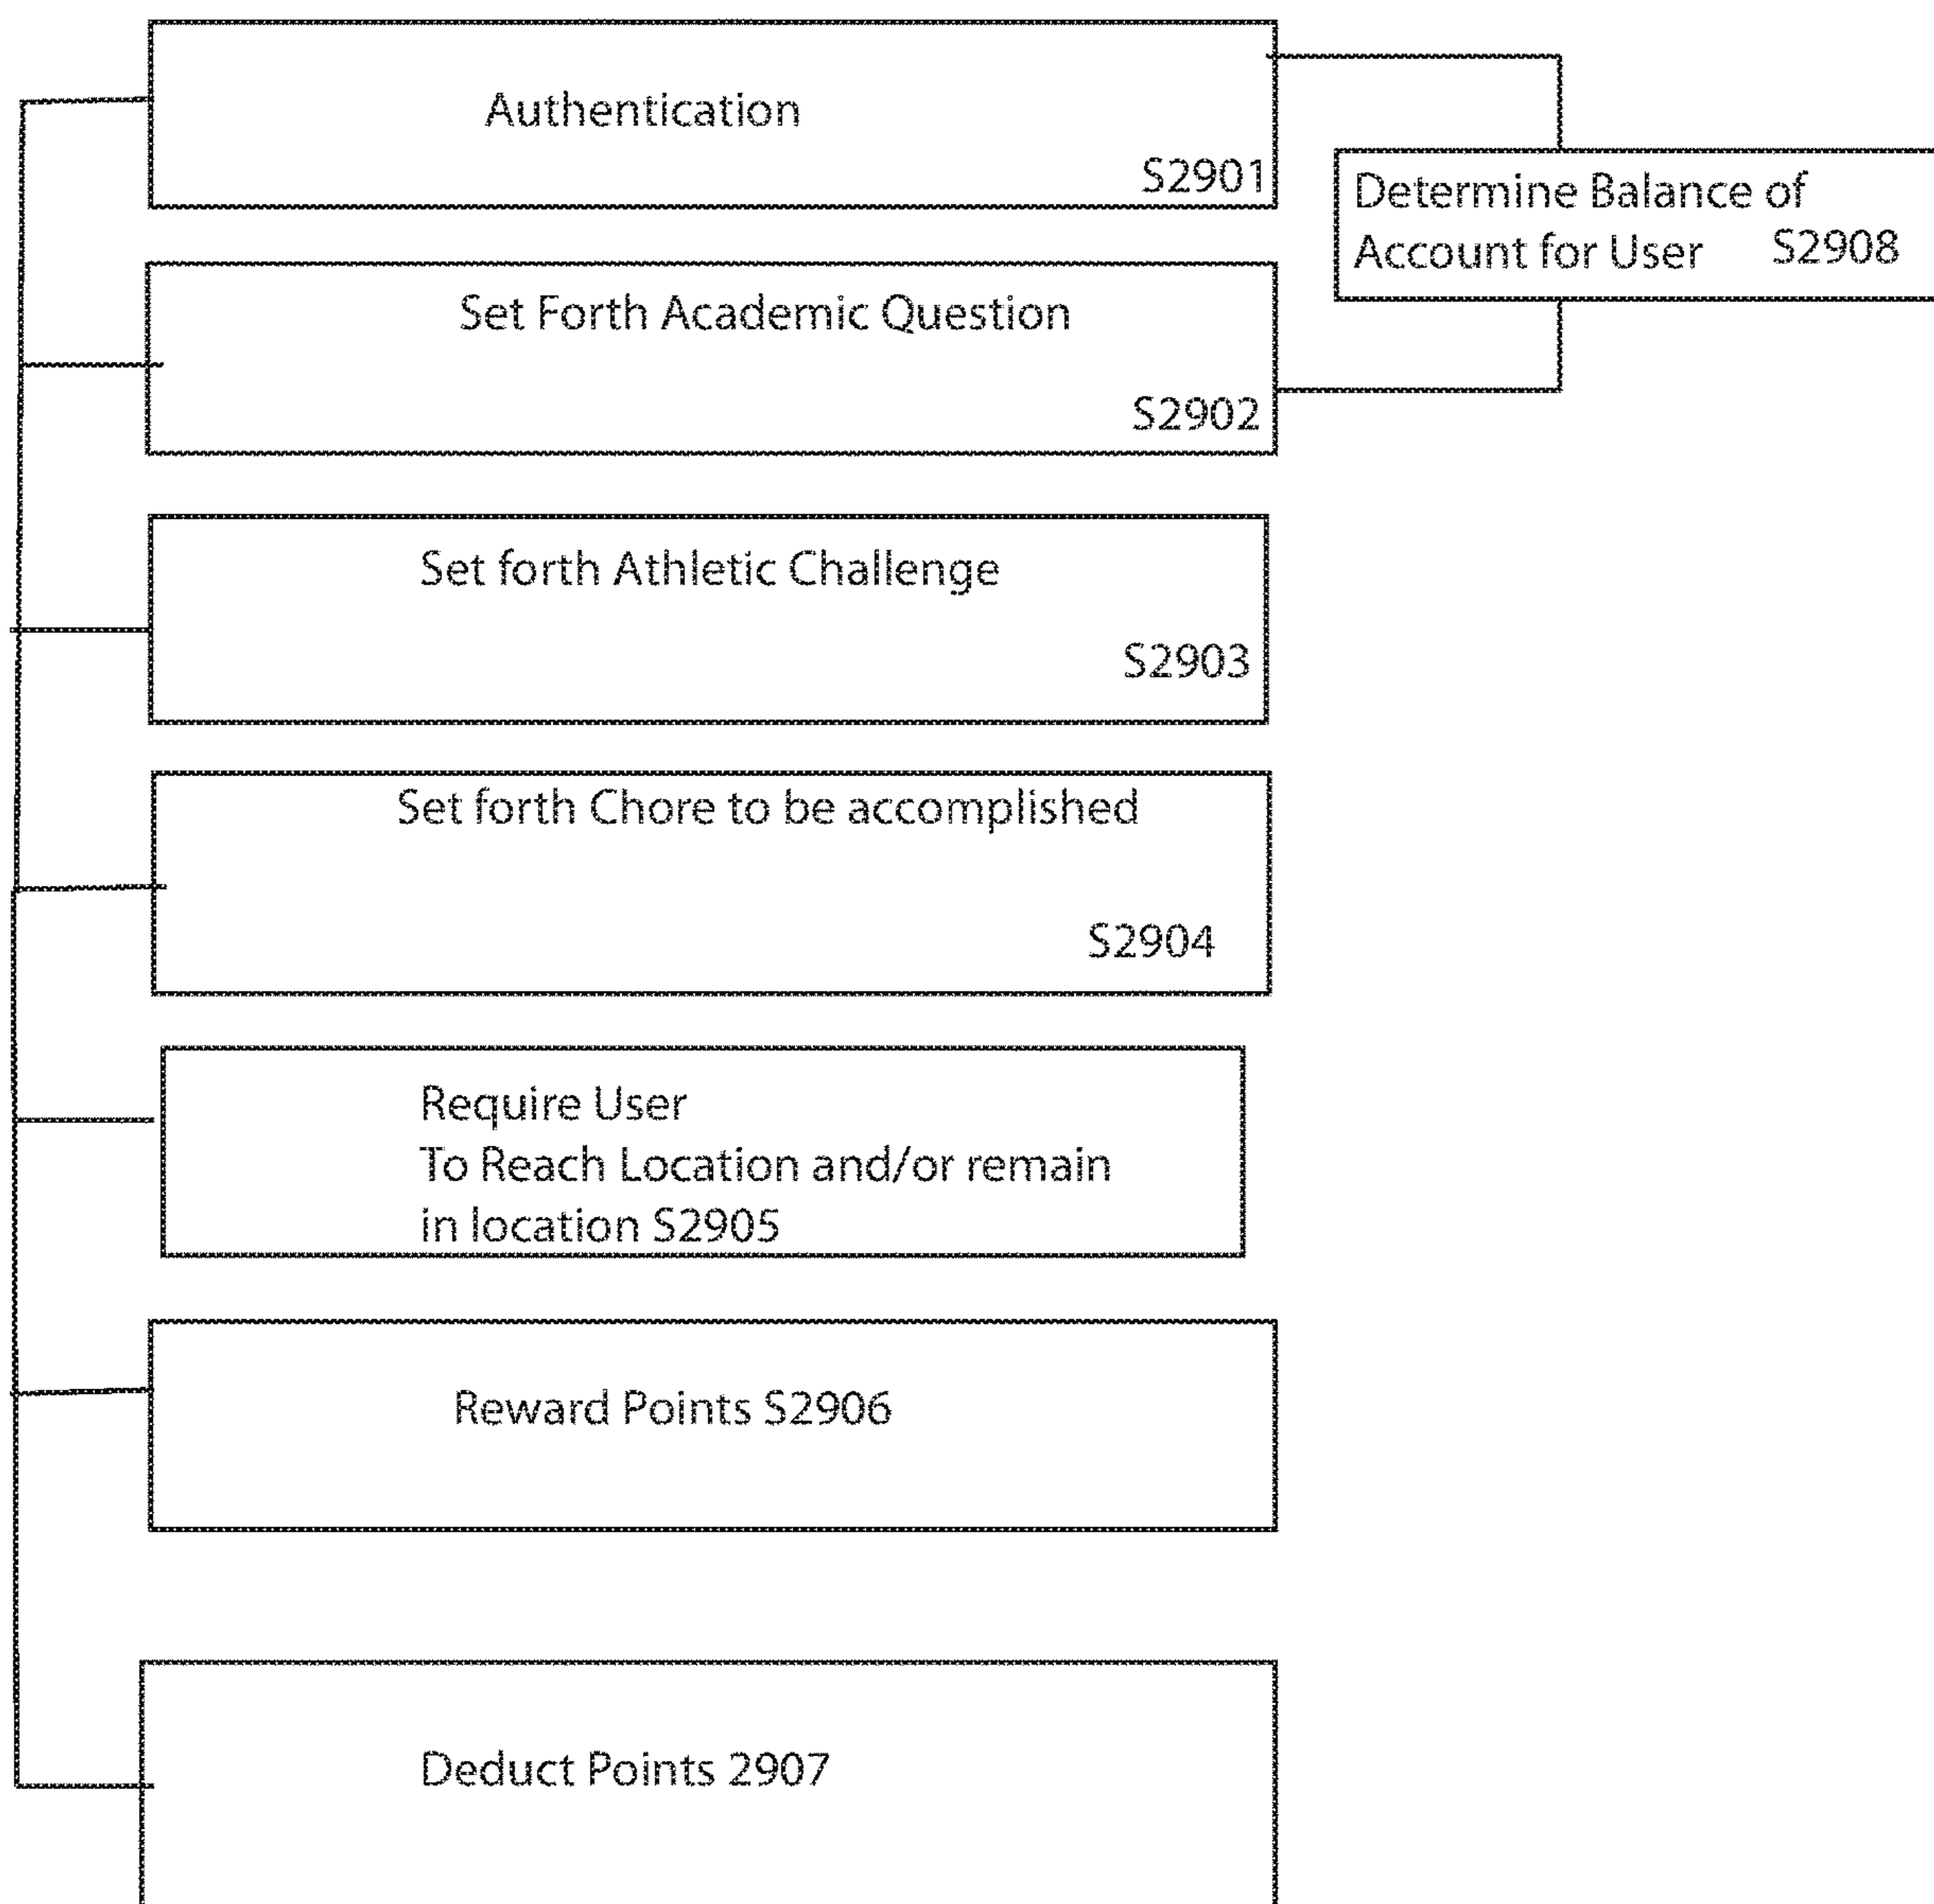 Authentication
S2901
Determine Balance of
Account for User S2908
Set Forth Academic Question
S2902
Set forth Athletic Challenge
S2903
Set forth Chore to be accomplished
S2904
Require User
To Reach Location and/or remain
in location S2905
Reward Points S2906
Deduct Points 2907